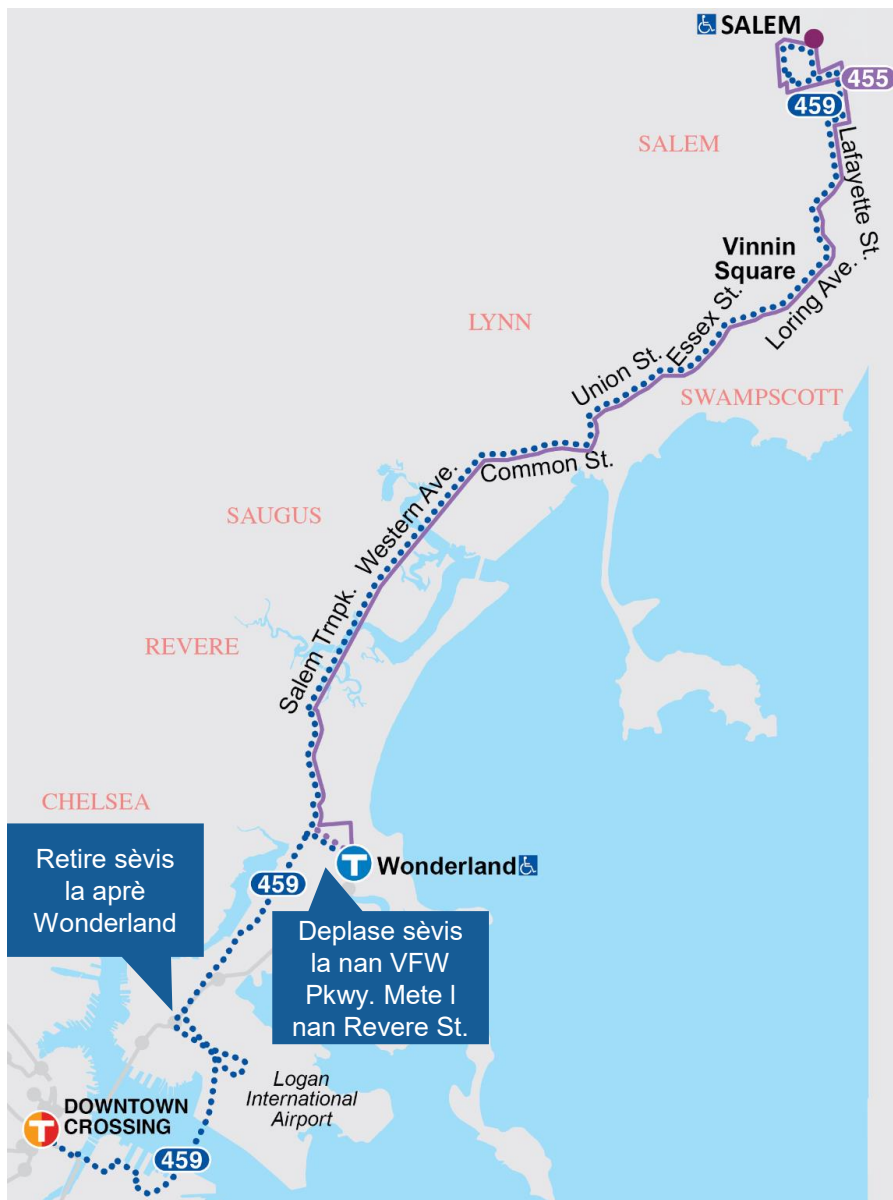 SALEM
455
459
SALEM
Lafayette St.
Vinnin
Square
Loring Ave.
LYNN
Essex St.
Union St.
SWAMPSCOTT
Common St.
Western Ave.
SAUGUS
Salem Trnpk.
REVERE
CHELSEA
Retire sèvis
la aprè
Wonderland
T Wonderland
459
Deplase sèvis
la nan VFW
Pkwy. Mete l
nan Revere St.
Logan
International
Airport
DOWNTOWN
CROSSING
T
459